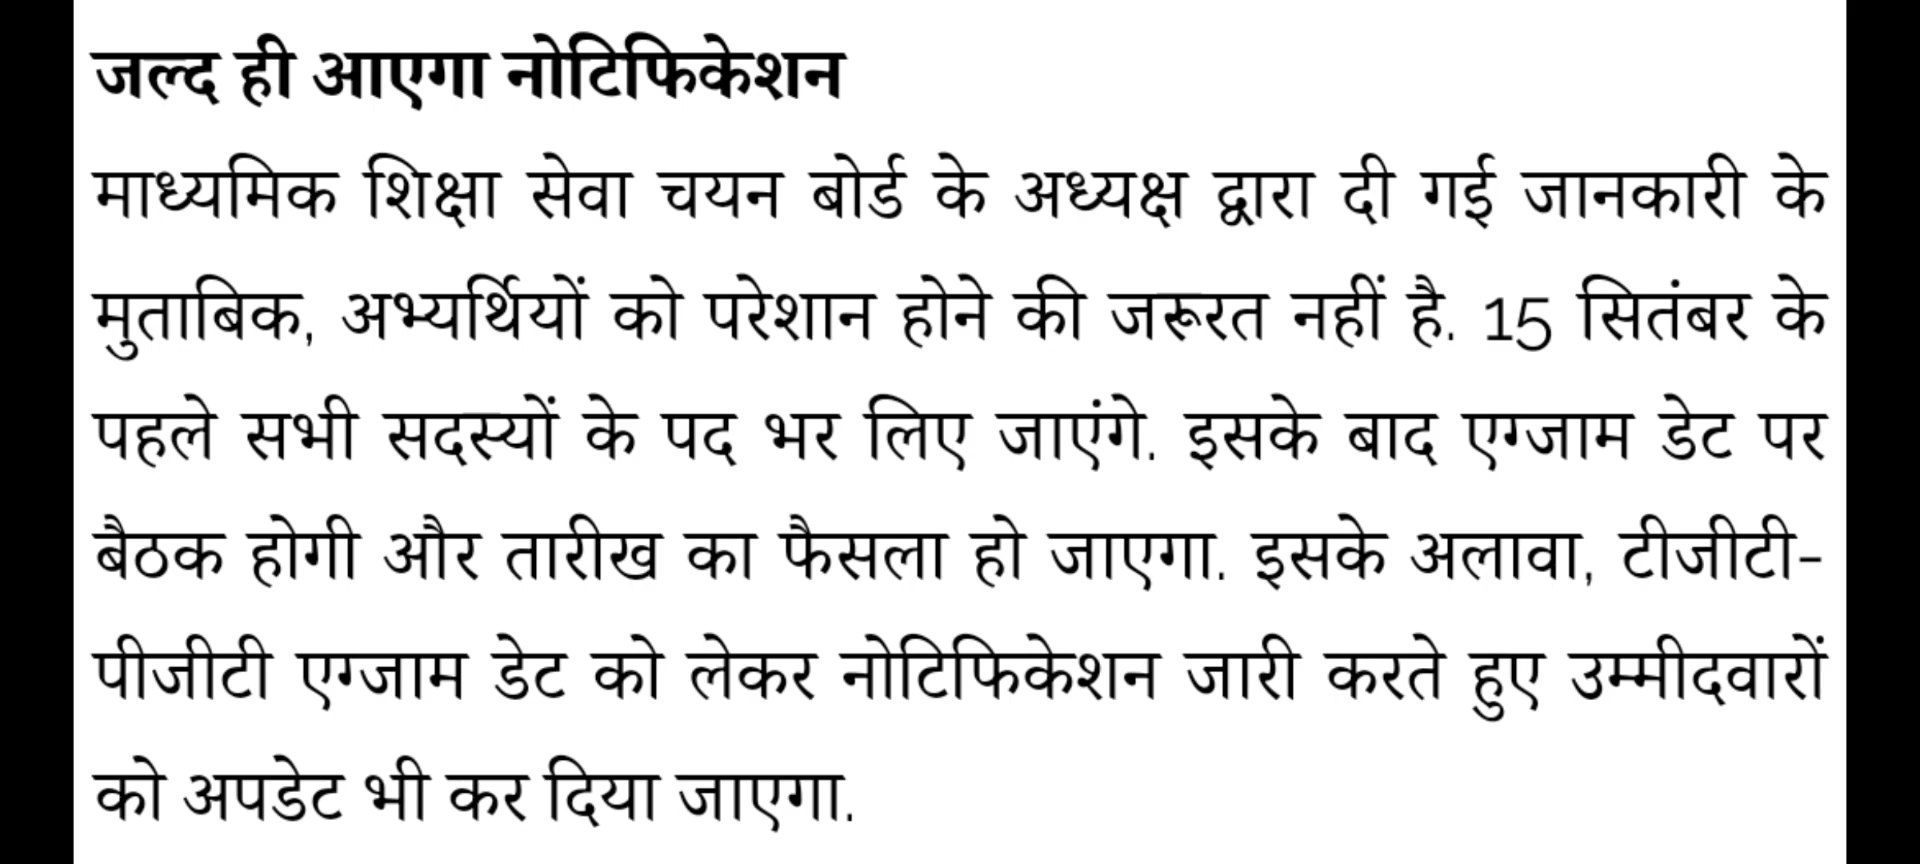 जल्द ही आएगा नोटिफिकेशन
माध्यमिक शिक्षा सेवा चयन बोर्ड के अध्यक्ष द्वारा दी गई जानकारी के
मुताबिक, अभ्यर्थियों को परेशान होने की जरूरत नहीं है. 15 सितंबर के
पहले सभी सदस्यों के पद भर लिए जाएंगे. इसके बाद एग्जाम डेट पर
बैठक होगी और तारीख का फैसला हो जाएगा. इसके अलावा, टीजीटी-
पीजीटी एग्जाम डेट को लेकर नोटिफिकेशन जारी करते हुए उम्मीदवारों
को अपडेट भी कर दिया जाएगा.